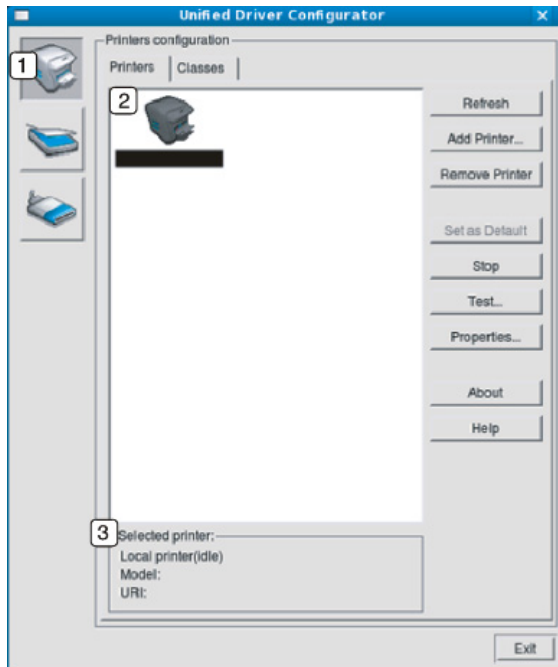 Unified Driver Configurator
Printers configuration
1
Printers
Classes
2
Refresh
Add Printer...
Remove Printer
Set as Default
Stop
Test...
Properties...
About
Help
3
Selected printer:
Local printer(idle)
Model:
URI:
Exit